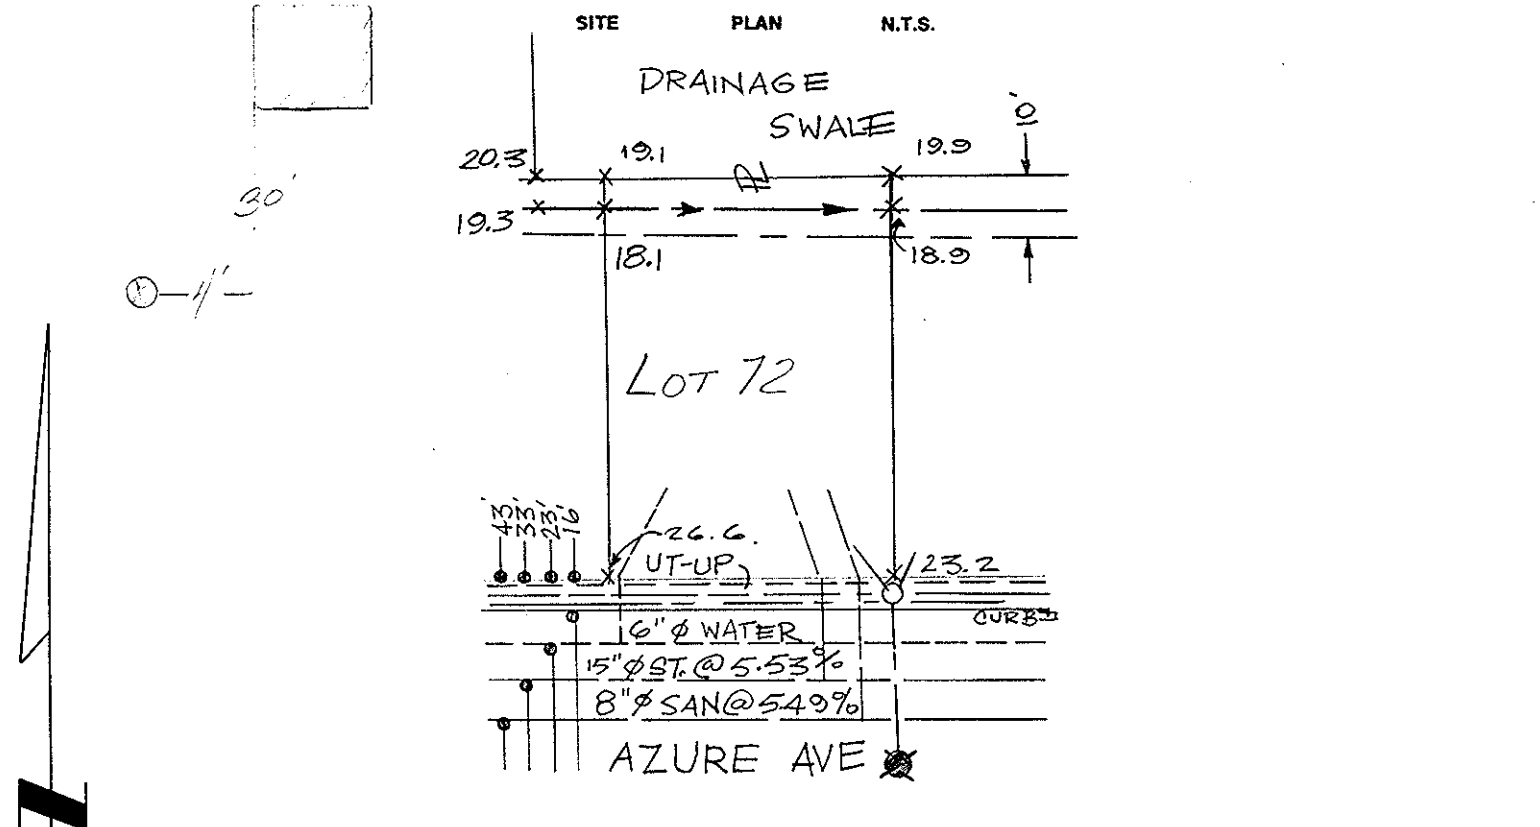 SITE PLAN N.T.S.
DRAINAGE
SWALE
10'
20.3
19.1
19.9
30'
19.3
18.1
18.9
4'
LOT 72
43'
33'
23'
16'
26.6.
UT-UP
23.2
CURB
6"Ø WATER
15"Ø ST. @ 5.53%
8"Ø SAN @ 5.49%
AZURE AVE